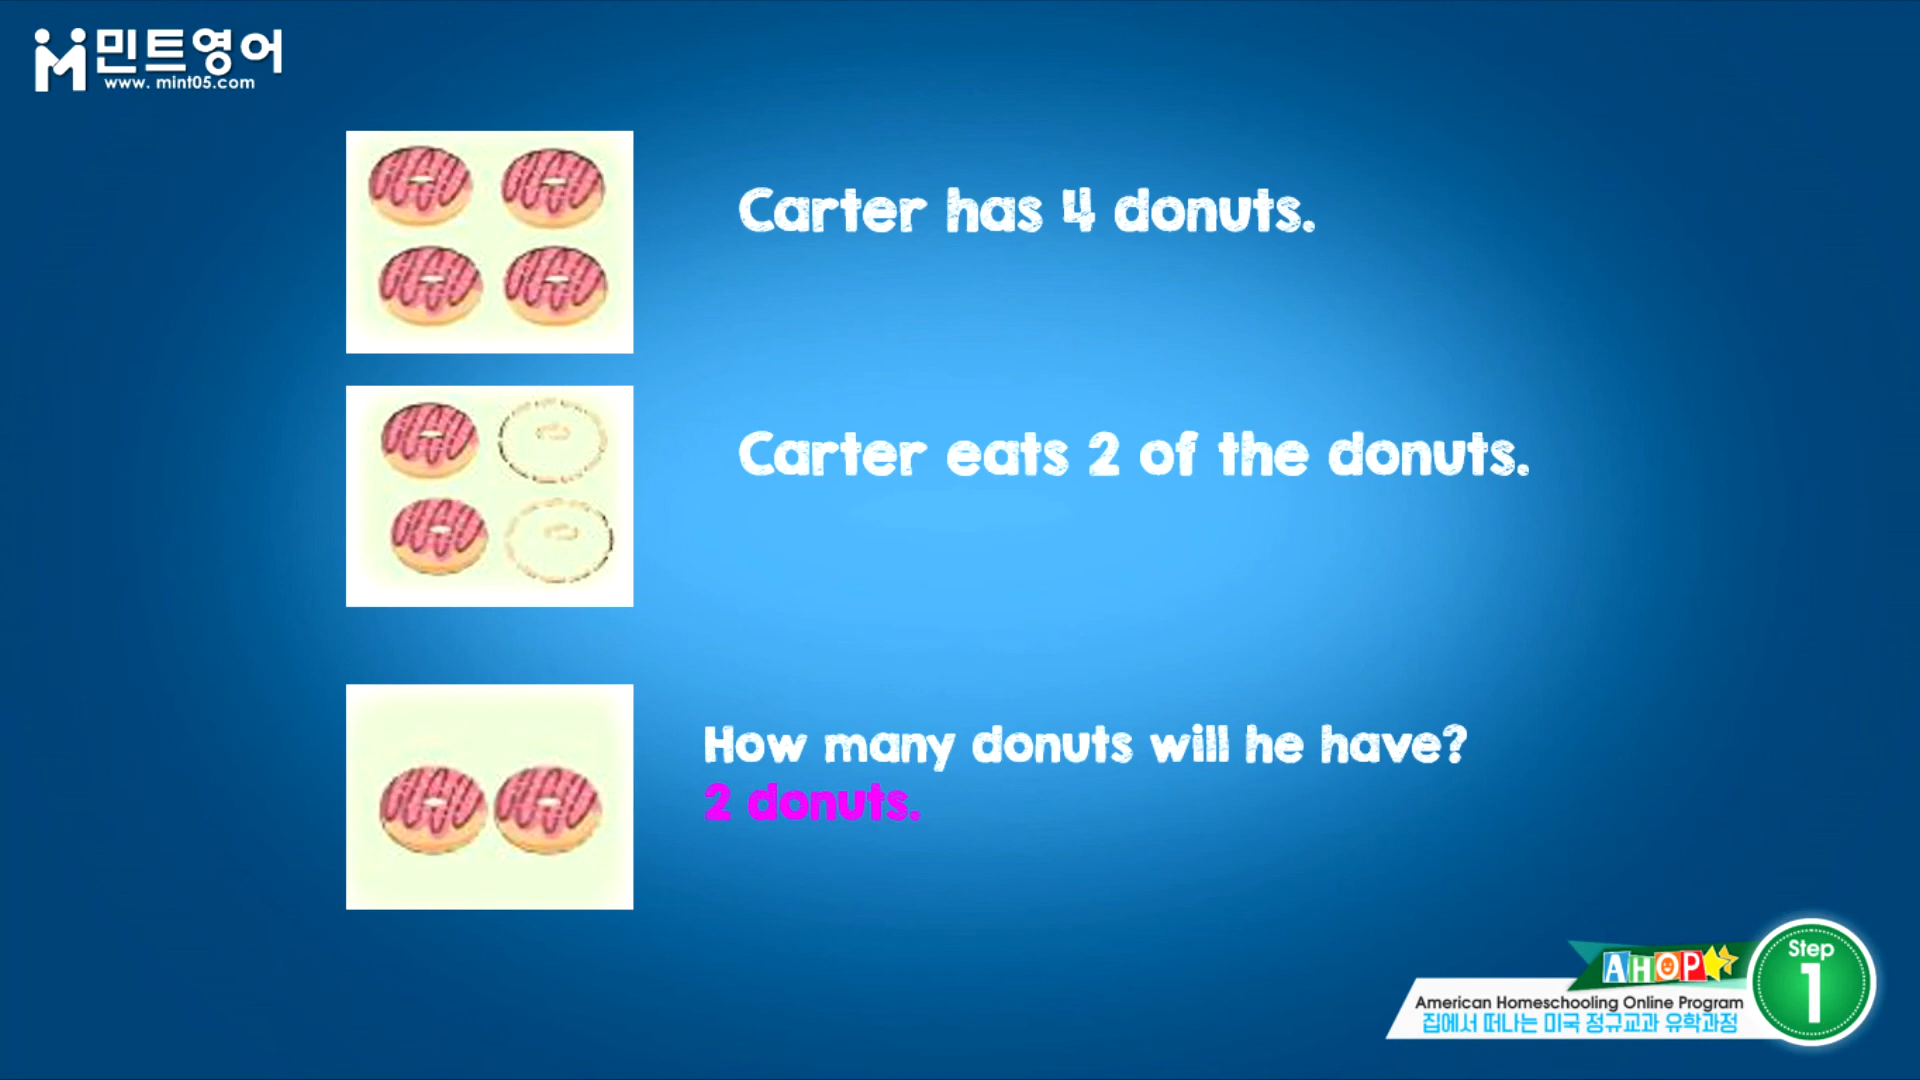 민트영어
www. mint05.com
Carter has 4 donuts.
Carter eats 2 of the donuts.
How many donuts will he have?
2 donuts.
AHOP
Step
1
American Homeschooling Online Program
집에서 떠나는 미국 정규교과 유학과정